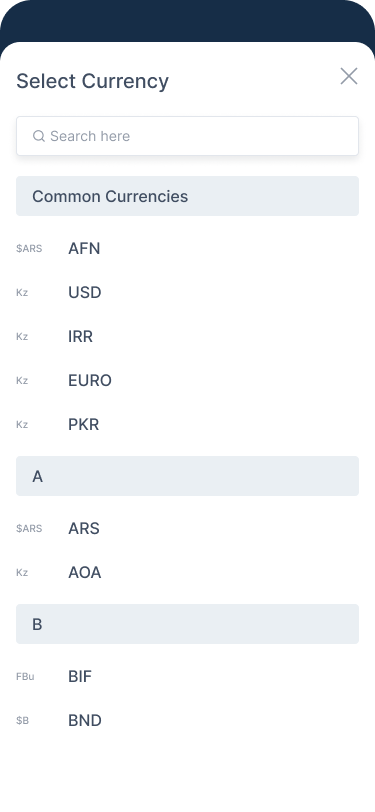 Select Currency
Search here
Common Currencies
$ARS AFN
Kz USD
Kz IRR
Kz EURO
Kz PKR
A
$ARS ARS
Kz AOA
B
FBu BIF
$B BND